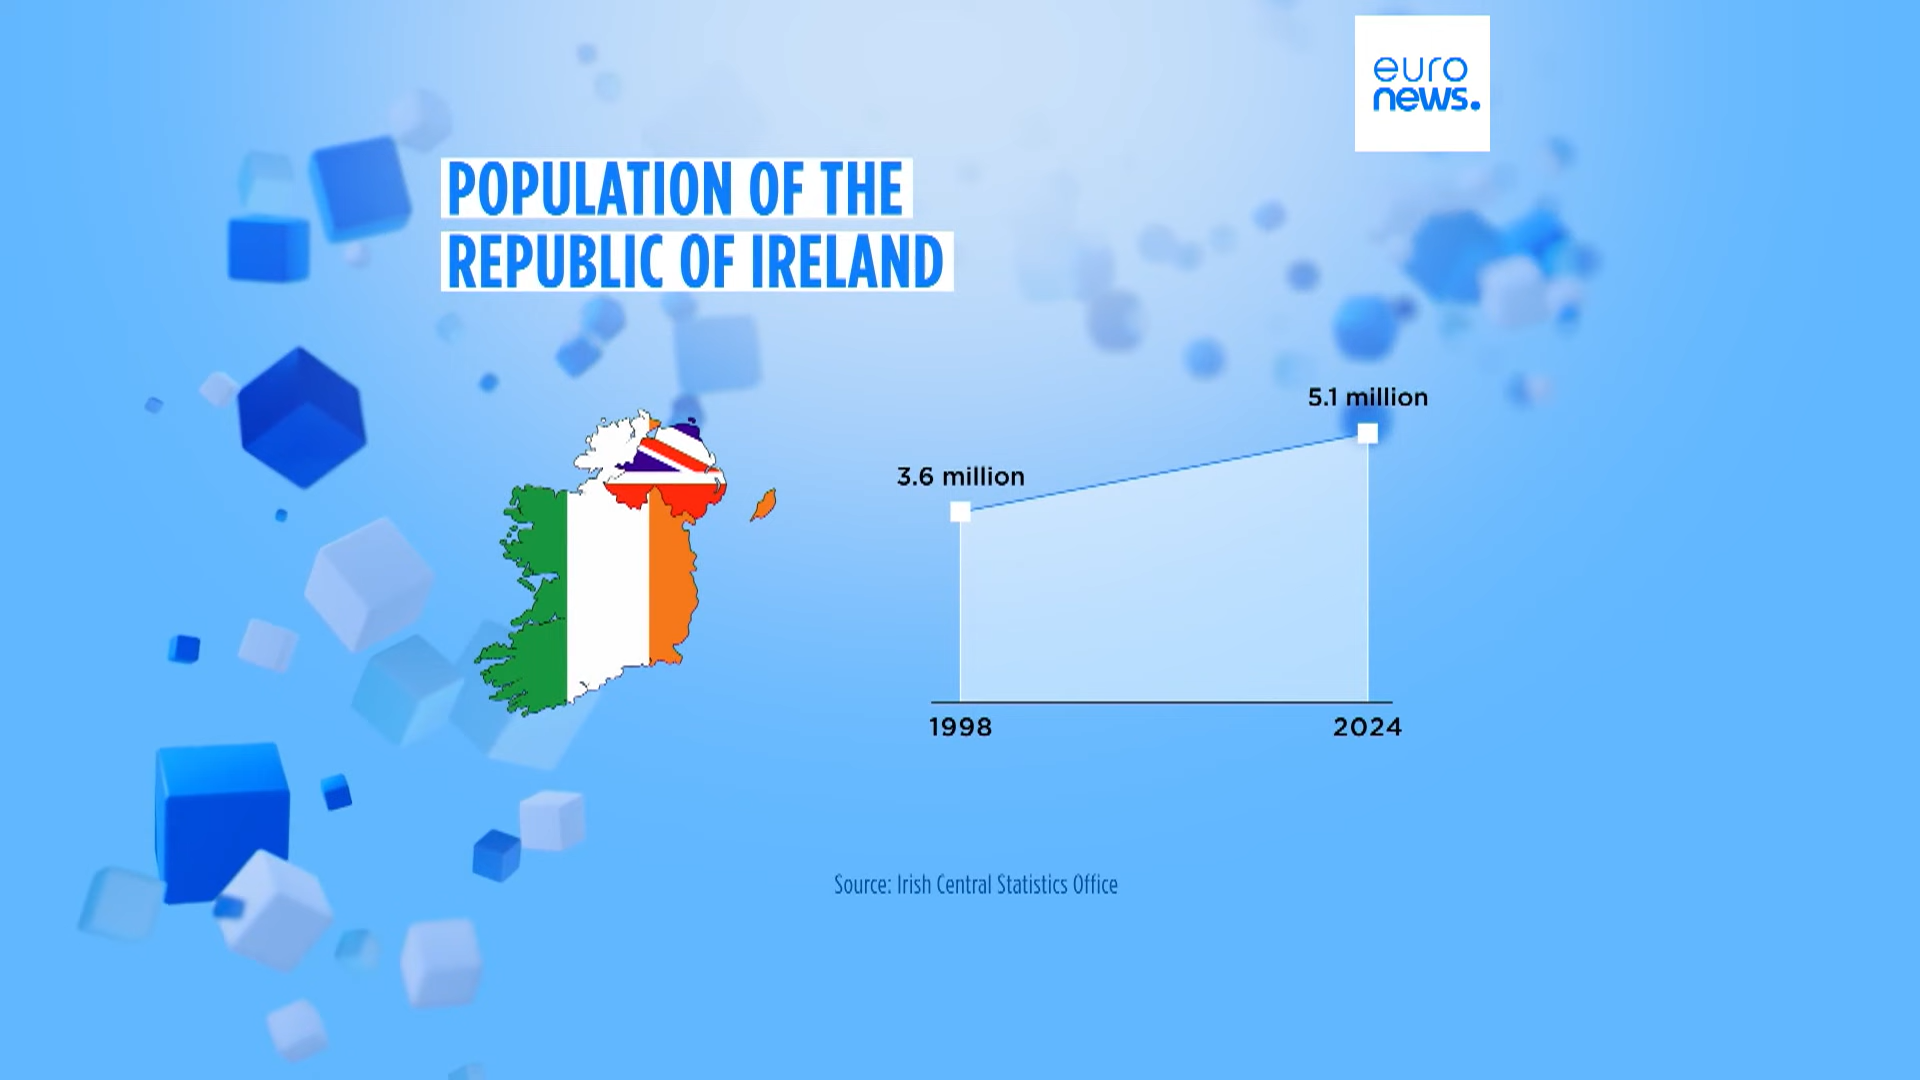 euro
news.
POPULATION OF THE
REPUBLIC OF IRELAND
5.1 million
3.6 million
1998
2024
Source: Irish Central Statistics Office